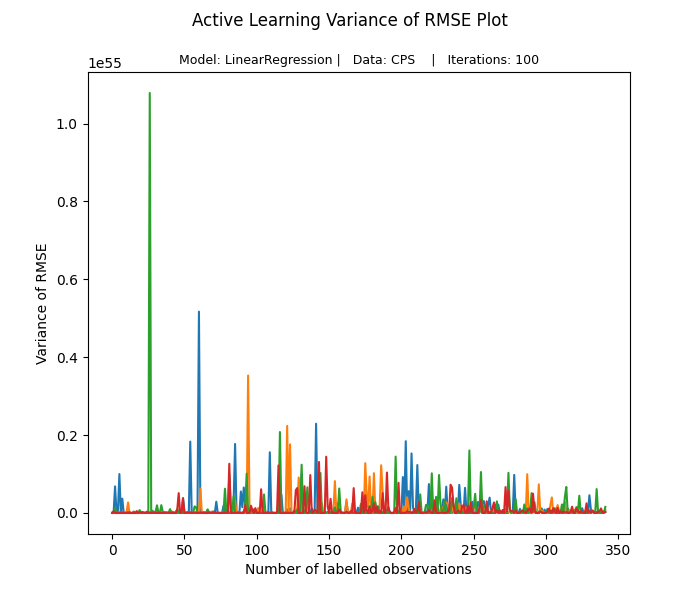 Active Learning Variance of RMSE Plot
Model: LinearRegression | Data: CPS | Iterations: 100
1e55
1.0
0.8
0.6
0.4
0.2
0.0
Variance of RMSE
0 50 100 150 200 250 300 350
Number of labelled observations